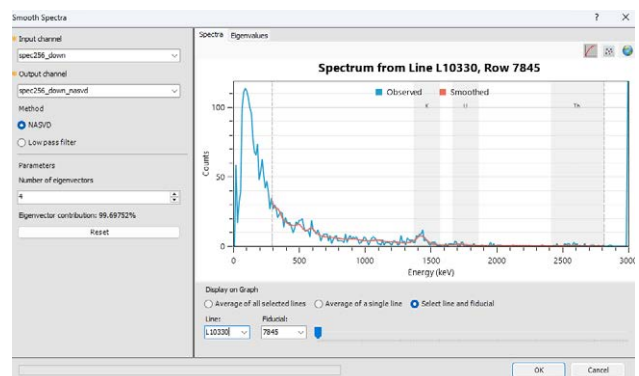 Smooth Spectra
Input channel
spec256_down
Output channel
spec256_down_nasvd
Method
NASVD
Low pass filter
Parameters
Number of eigenvectors
4
Eigenvector contribution: 99.69752%
Reset
Spectra Eigenvalues
Spectrum from Line L10330, Row 7845
Observed Smoothed
K U Th
Counts
100
50
0
0 500 1000 1500 2000 2500 3000
Energy (keV)
Display on Graph
Average of all selected lines Average of a single line Select line and fiducial
Line: Fiducial:
L10330 7845
OK Cancel